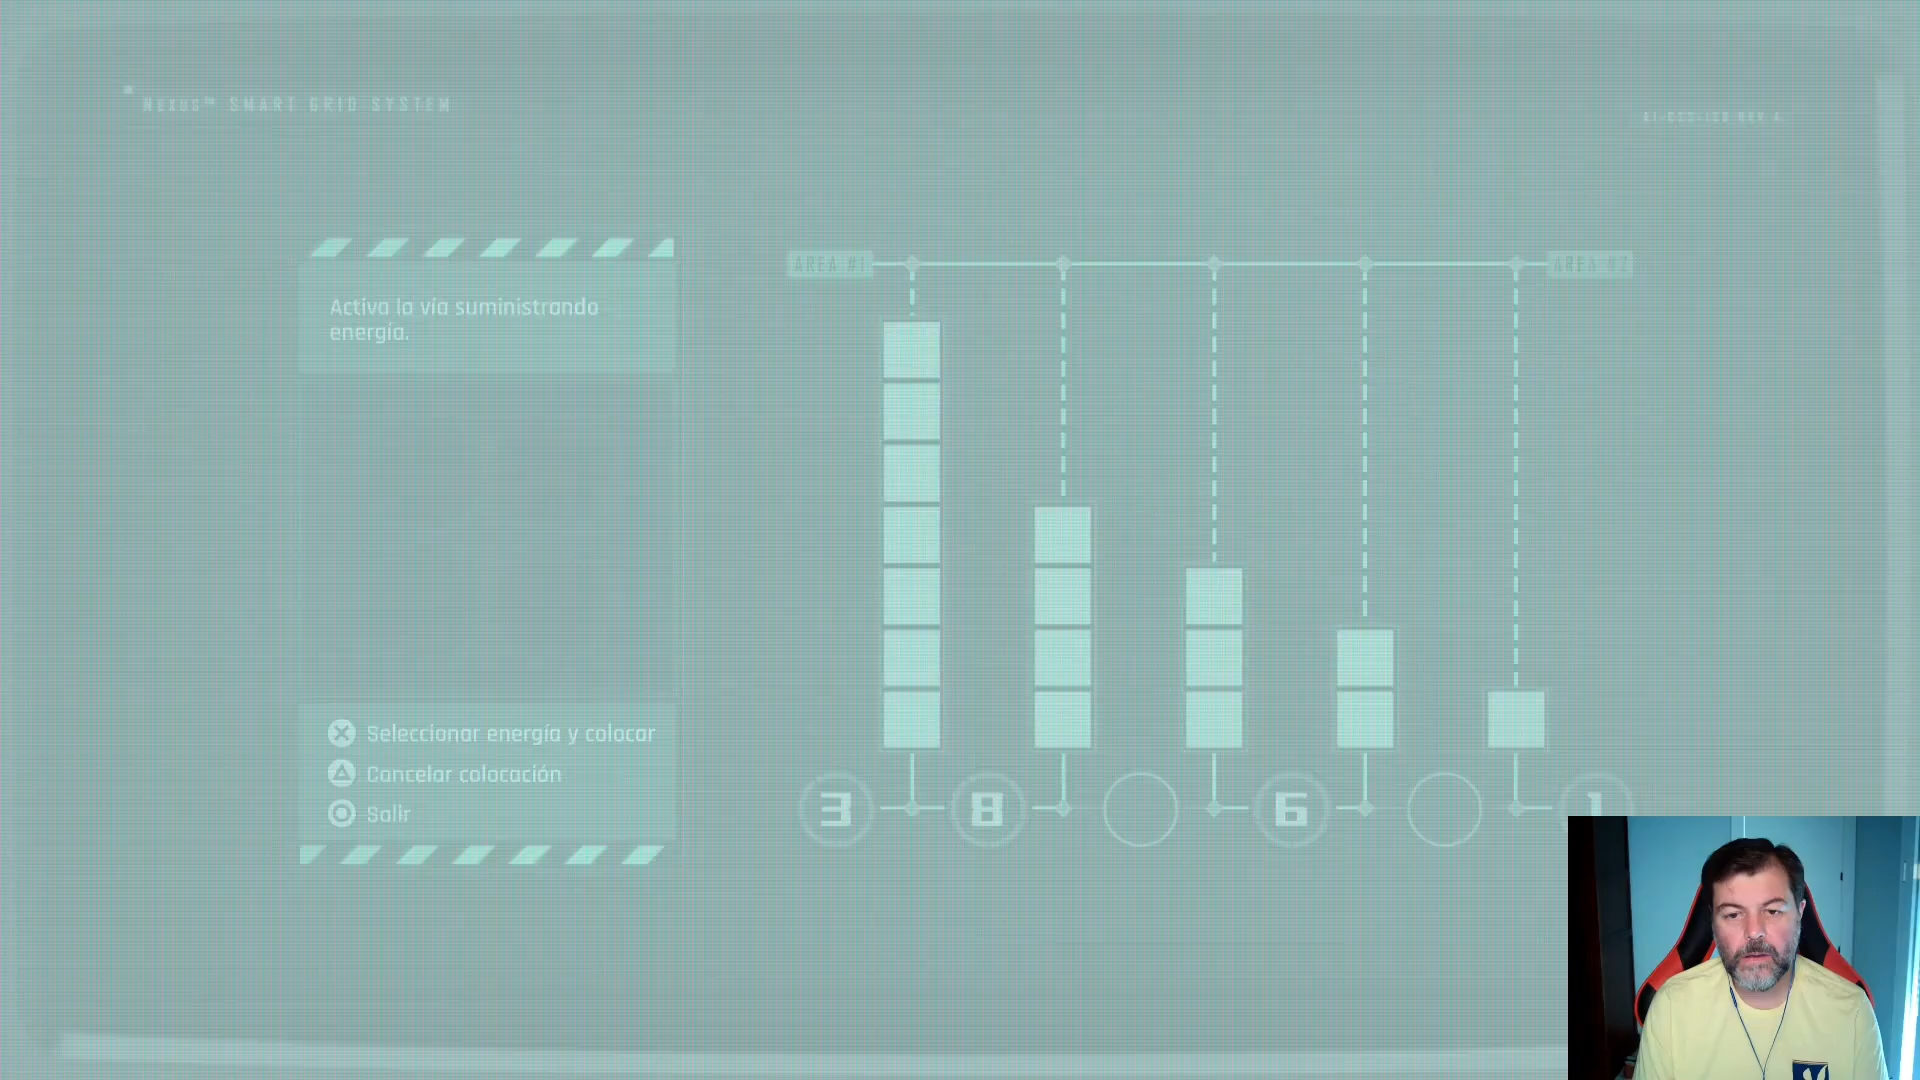 NEXUS™ SMART GRID SYSTEM
AREA #1
AREA #2
Activa la vía suministrando
energía.
Seleccionar energía y colocar
Cancelar colocación
Salir
3 8 6 1